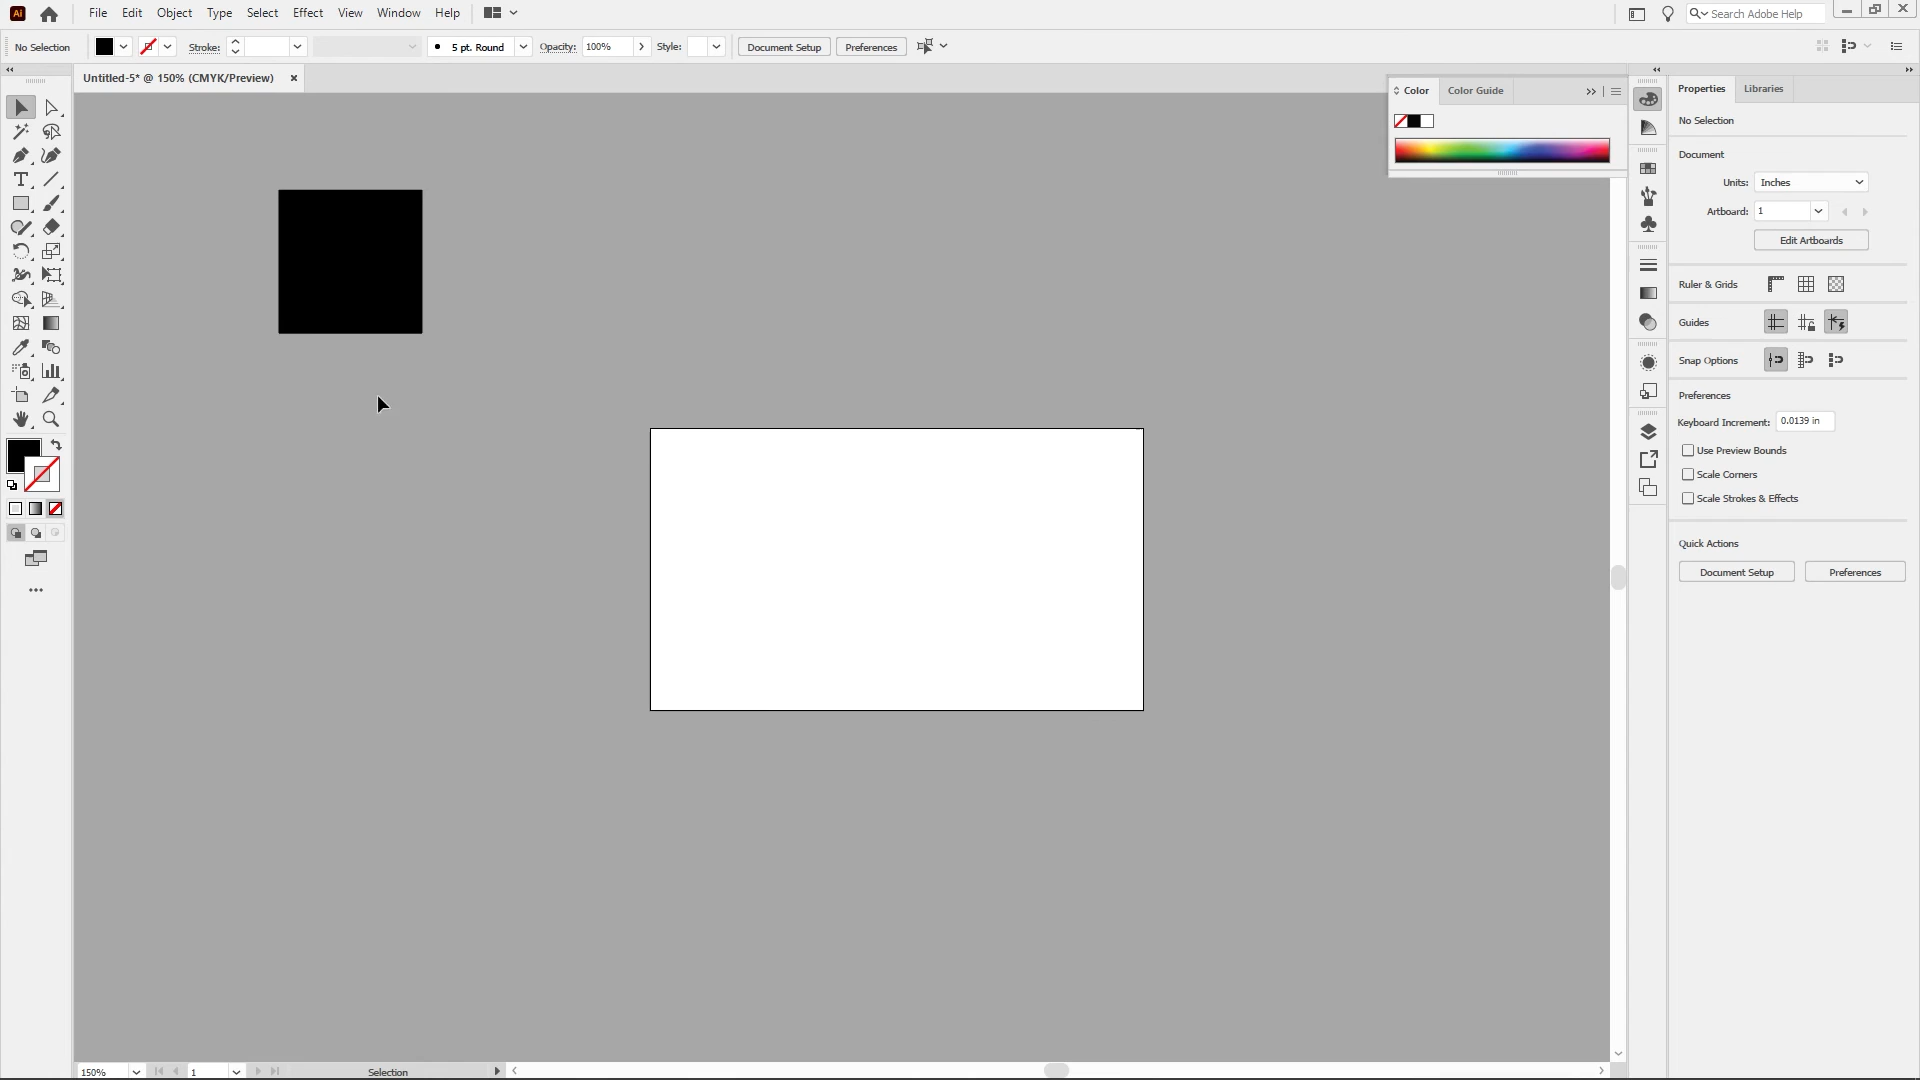 Ai File Edit Object Type Select Effect View Window Help Search Adobe Help
No Selection Stroke: 5 pt. Round Opacity: 100% Style: Document Setup Preferences
Untitled-5* @ 150% (CMYK/Preview)
Color Color Guide
Properties Libraries
No Selection
Document
Units: Inches
Artboard: 1
Edit Artboards
Ruler & Grids
Guides
Snap Options
Preferences
Keyboard Increment: 0.0139 in
Use Preview Bounds
Scale Corners
Scale Strokes & Effects
Quick Actions
Document Setup Preferences
150% 1 Selection